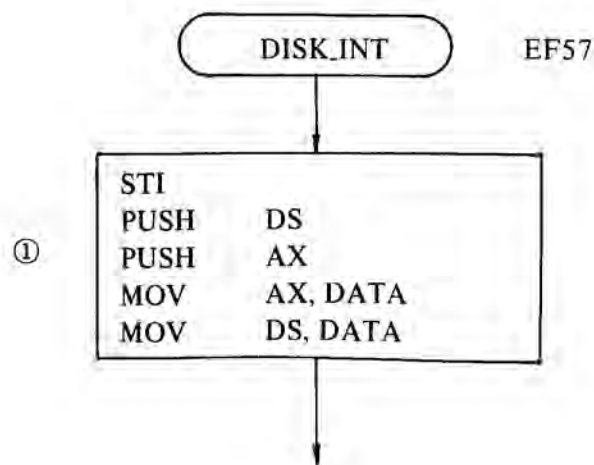 DISK_INT EF57
STI
PUSH DS
① PUSH AX
MOV AX, DATA
MOV DS, DATA